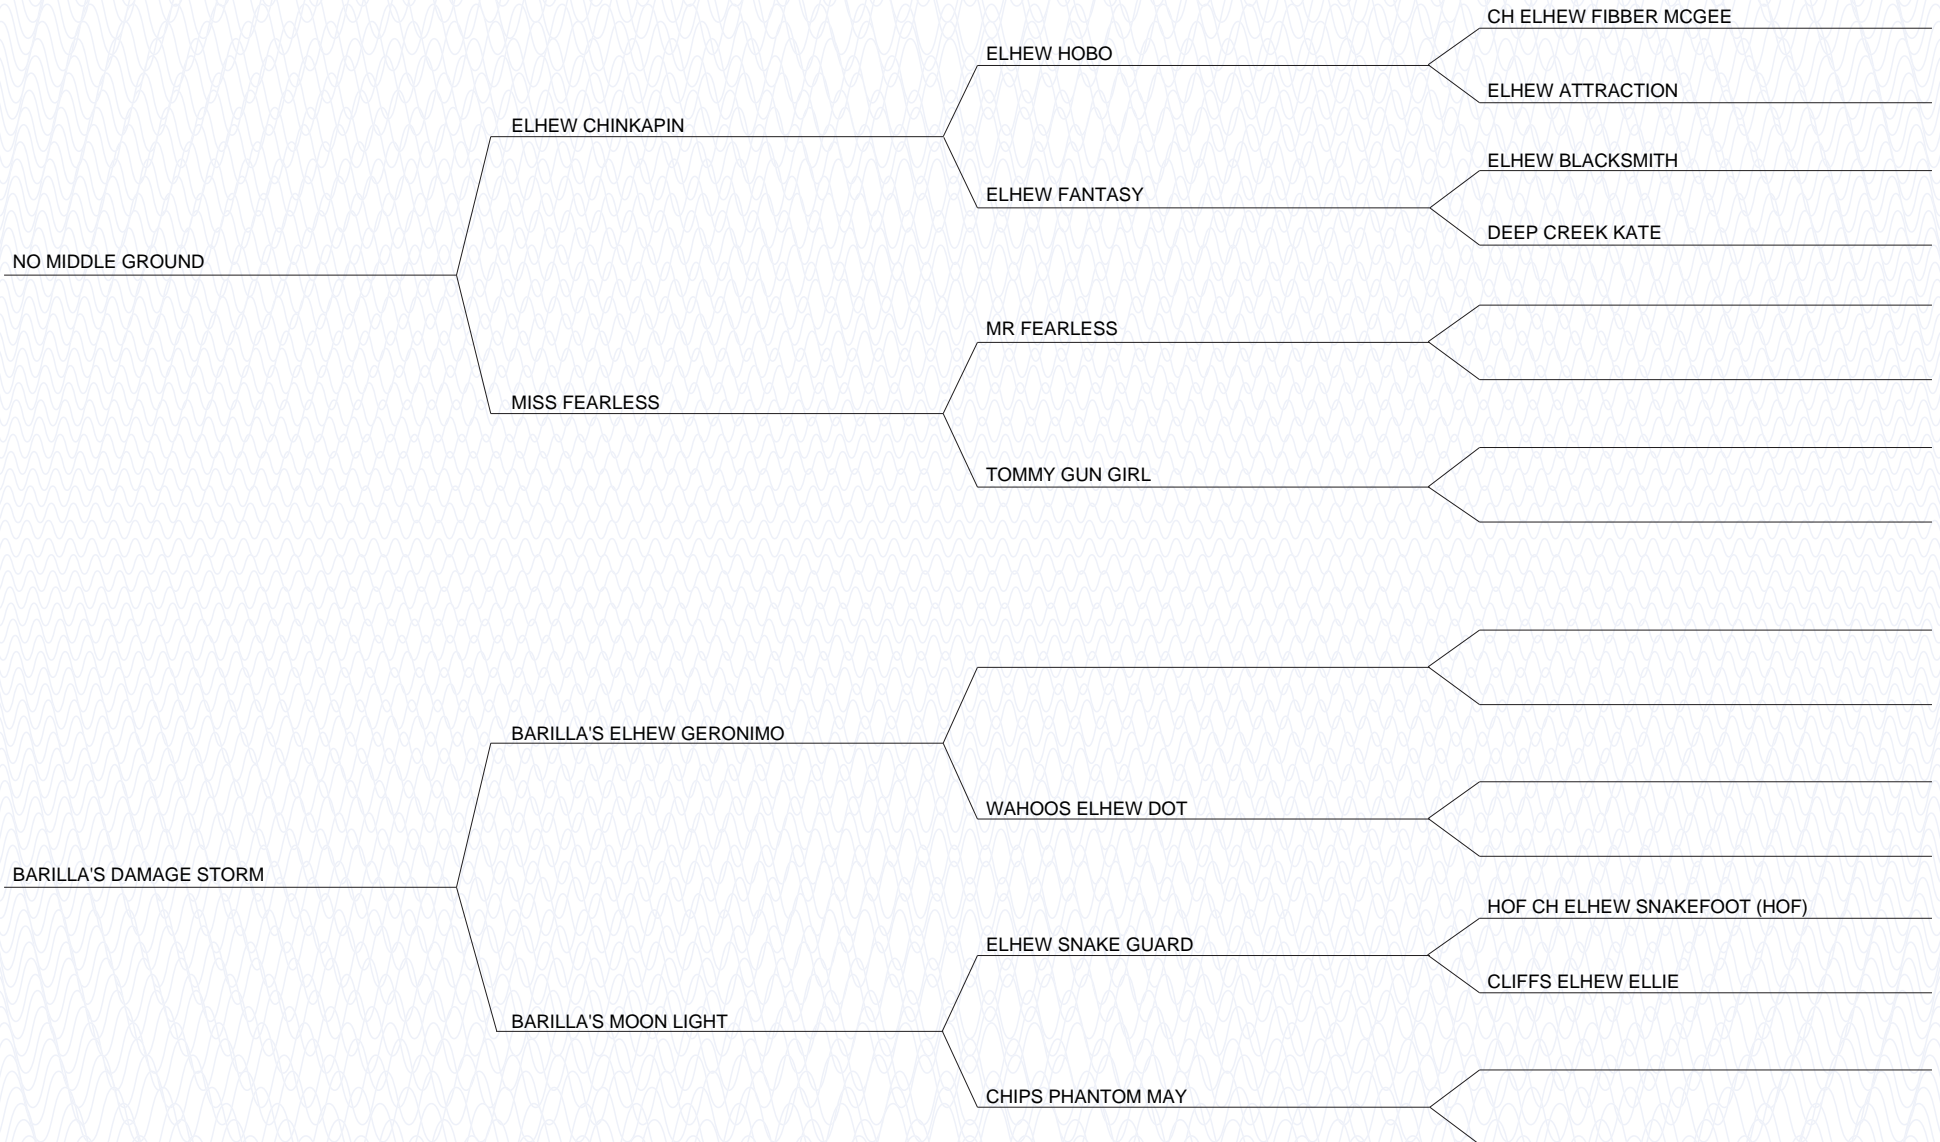 CH ELHEW FIBBER MCGEE
ELHEW HOBO
ELHEW ATTRACTION
ELHEW CHINKAPIN
ELHEW BLACKSMITH
ELHEW FANTASY
DEEP CREEK KATE
NO MIDDLE GROUND
MR FEARLESS
MISS FEARLESS
TOMMY GUN GIRL
BARILLA'S ELHEW GERONIMO
WAHOOS ELHEW DOT
BARILLA'S DAMAGE STORM
HOF CH ELHEW SNAKEFOOT (HOF)
ELHEW SNAKE GUARD
CLIFFS ELHEW ELLIE
BARILLA'S MOON LIGHT
CHIPS PHANTOM MAY